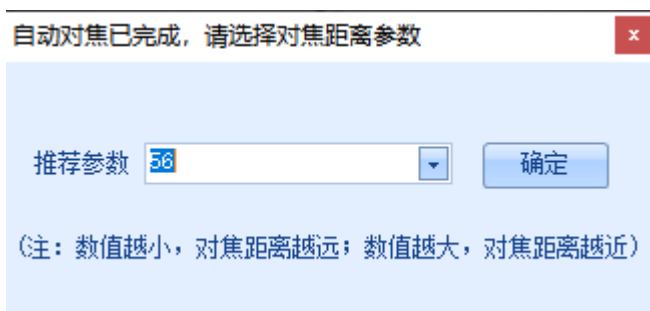 自动对焦已完成，请选择对焦距离参数
推荐参数 56 确定
（注：数值越小，对焦距离越远；数值越大，对焦距离越近）